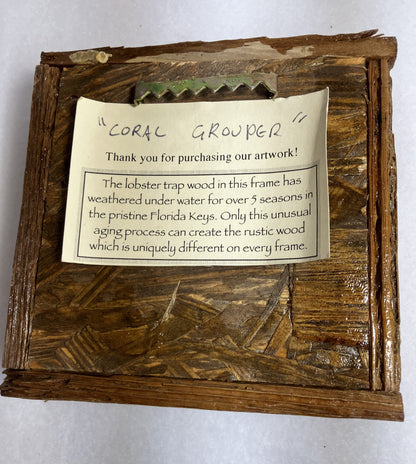 "CORAL GROUPER"
Thank you for purchasing our artwork!
The lobster trap wood in this frame has
weathered under water for over 5 seasons in
the pristine Florida Keys. Only this unusual
aging process can create the rustic wood
which is uniquely different on every frame.